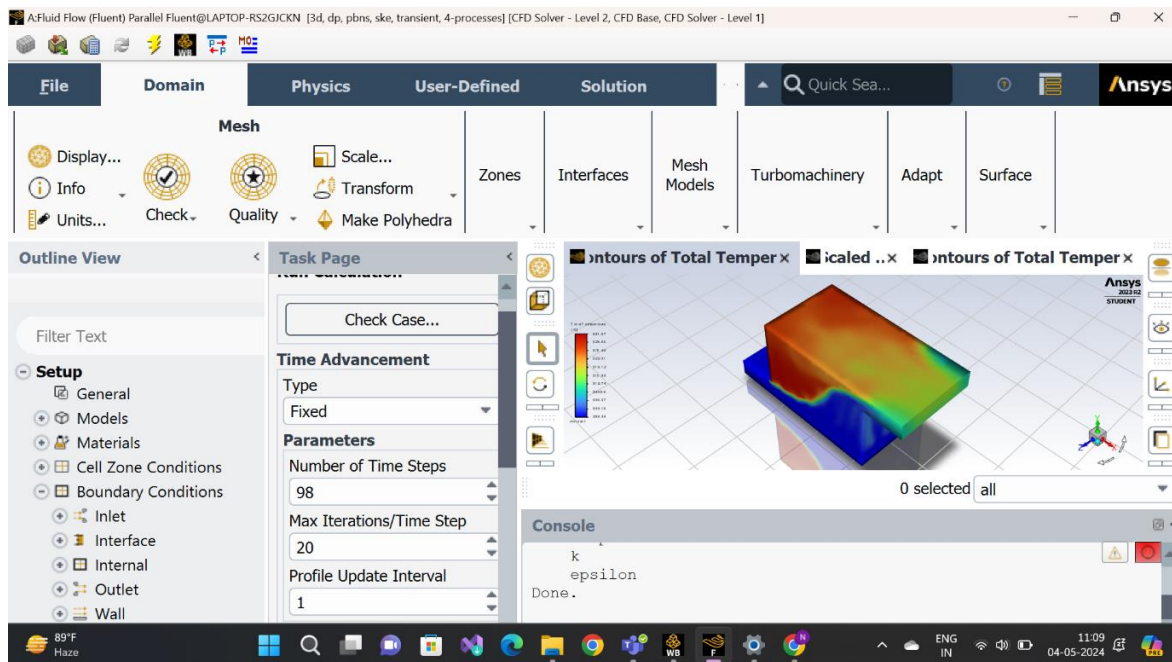 A:Fluid Flow (Fluent) Parallel Fluent@LAPTOP-RS2GJCKN [3d, dp, pbns, ske, transient, 4-processes] [CFD Solver - Level 2, CFD Base, CFD Solver - Level 1]
WB
File Domain Physics User-Defined Solution Quick Sea... Ansys
Mesh
Display...
Info
Units...
Check
Quality
Scale...
Transform
Make Polyhedra
Zones
Interfaces
Mesh
Models
Turbomachinery
Adapt
Surface
Outline View
Filter Text
Setup
General
Models
Materials
Cell Zone Conditions
Boundary Conditions
Inlet
Interface
Internal
Outlet
Wall
Task Page
Check Case...
Time Advancement
Type
Fixed
Parameters
Number of Time Steps
98
Max Iterations/Time Step
20
Profile Update Interval
1
ontours of Total Temper x caled ..x ontours of Total Temper x
Ansys
2023 R2
STUDENT
0 selected all
Console
k
epsilon
Done.
89°F
Haze
WB
F
ENG
IN
11:09
04-05-2024
PRE